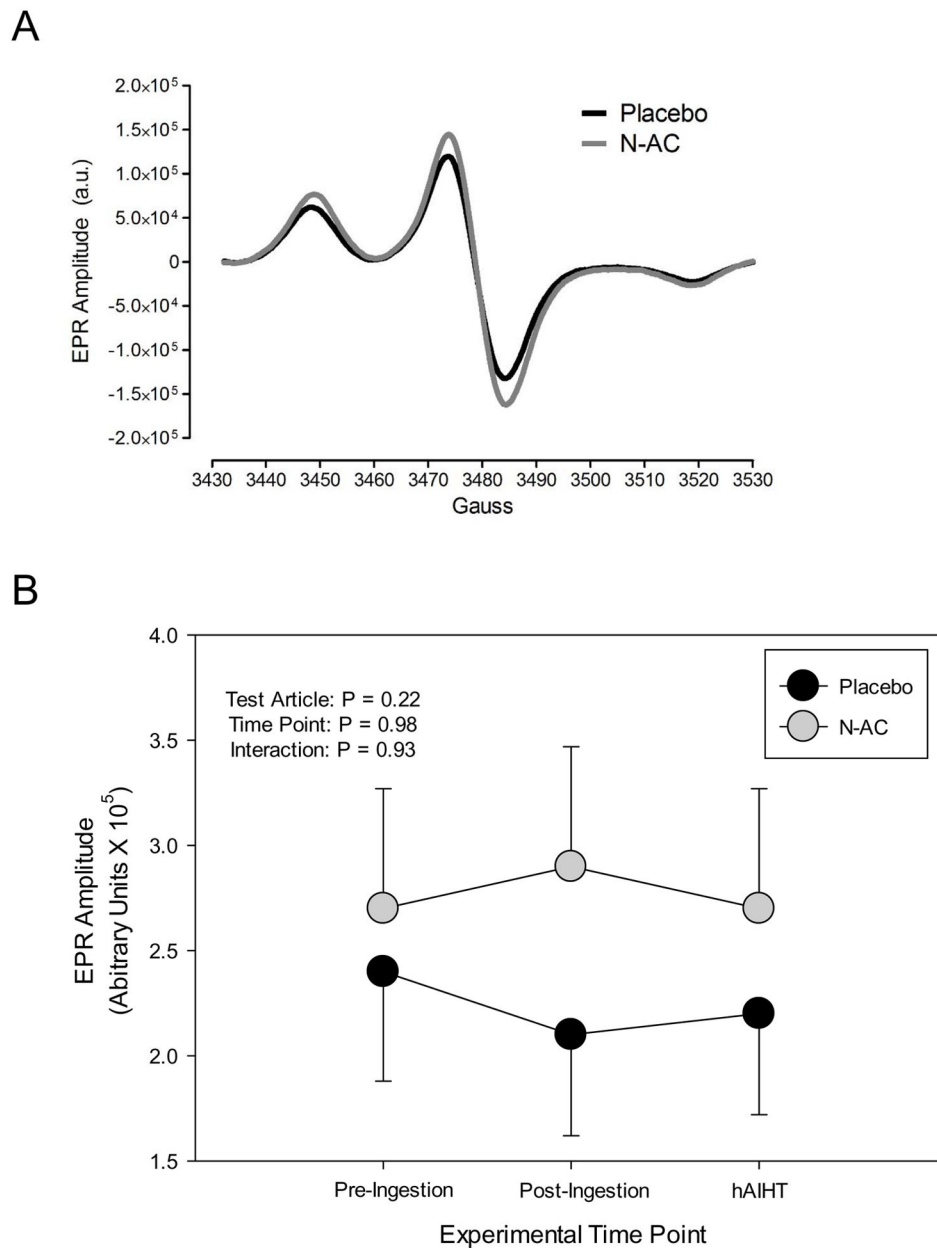 A
2.0×10⁵
1.5×10⁵
1.0×10⁵
5.0×10⁴
0
-5.0×10⁴
-1.0×10⁵
-1.5×10⁵
-2.0×10⁵
EPR Amplitude (a.u.)
Placebo
N-AC
3430 3440 3450 3460 3470 3480 3490 3500 3510 3520 3530
Gauss
B
4.0
3.5
3.0
2.5
2.0
1.5
EPR Amplitude
(Abitrary Units X 10⁵)
Test Article: P = 0.22
Time Point: P = 0.98
Interaction: P = 0.93
Placebo
N-AC
Pre-Ingestion Post-Ingestion hAIHT
Experimental Time Point